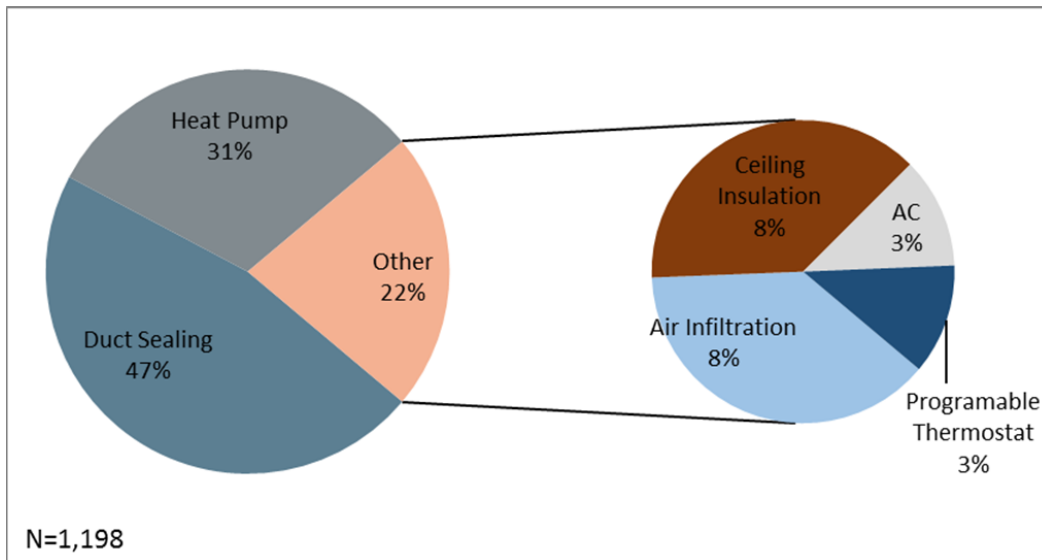 Heat Pump
31%
Other
22%
Duct Sealing
47%
Ceiling
Insulation
8%
AC
3%
Air Infiltration
8%
Programable
Thermostat
3%
N=1,198